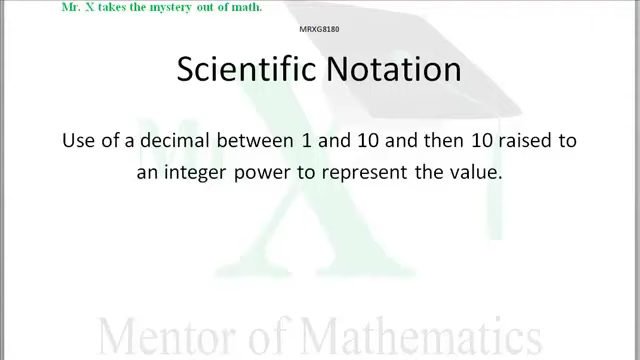 Mr. X takes the mystery out of math.
MRXG8180
Scientific Notation
Use of a decimal between 1 and 10 and then 10 raised to
an integer power to represent the value.
Mr X
Mentor of Mathematics